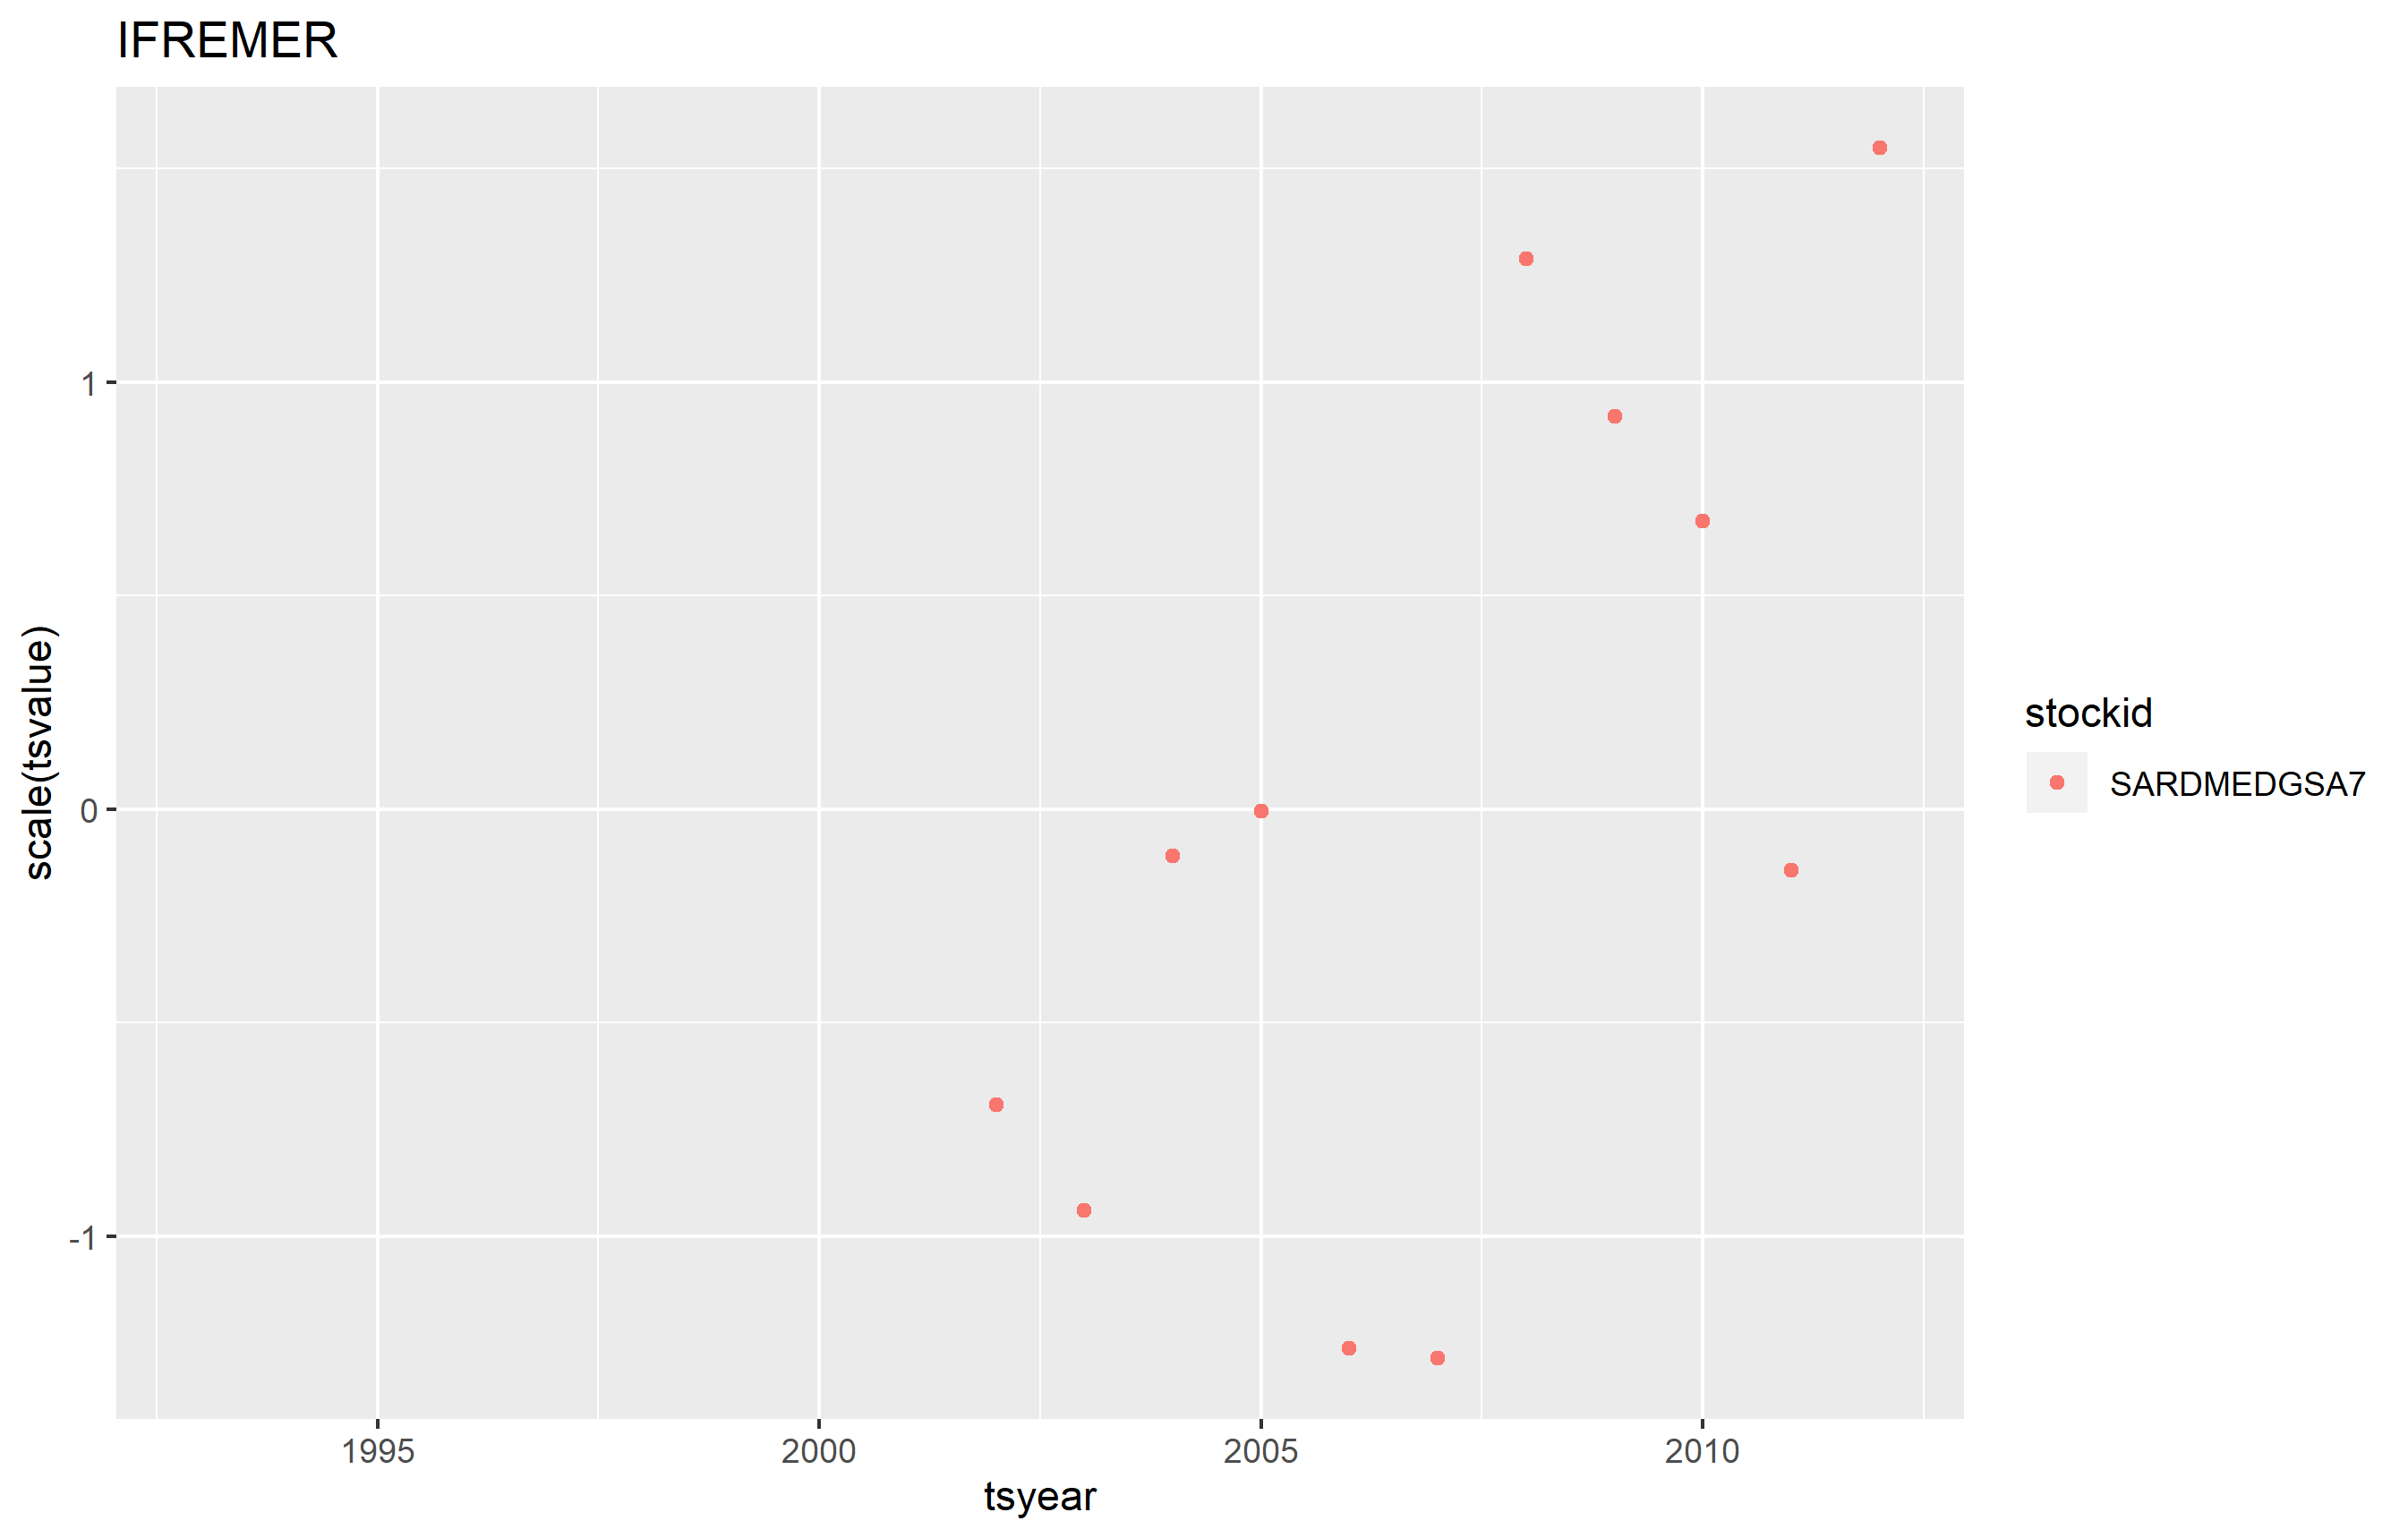 IFREMER
scale(tsvalue)
1
0
-1
1995 2000 2005 2010
tsyear
stockid
SARDMEDGSA7